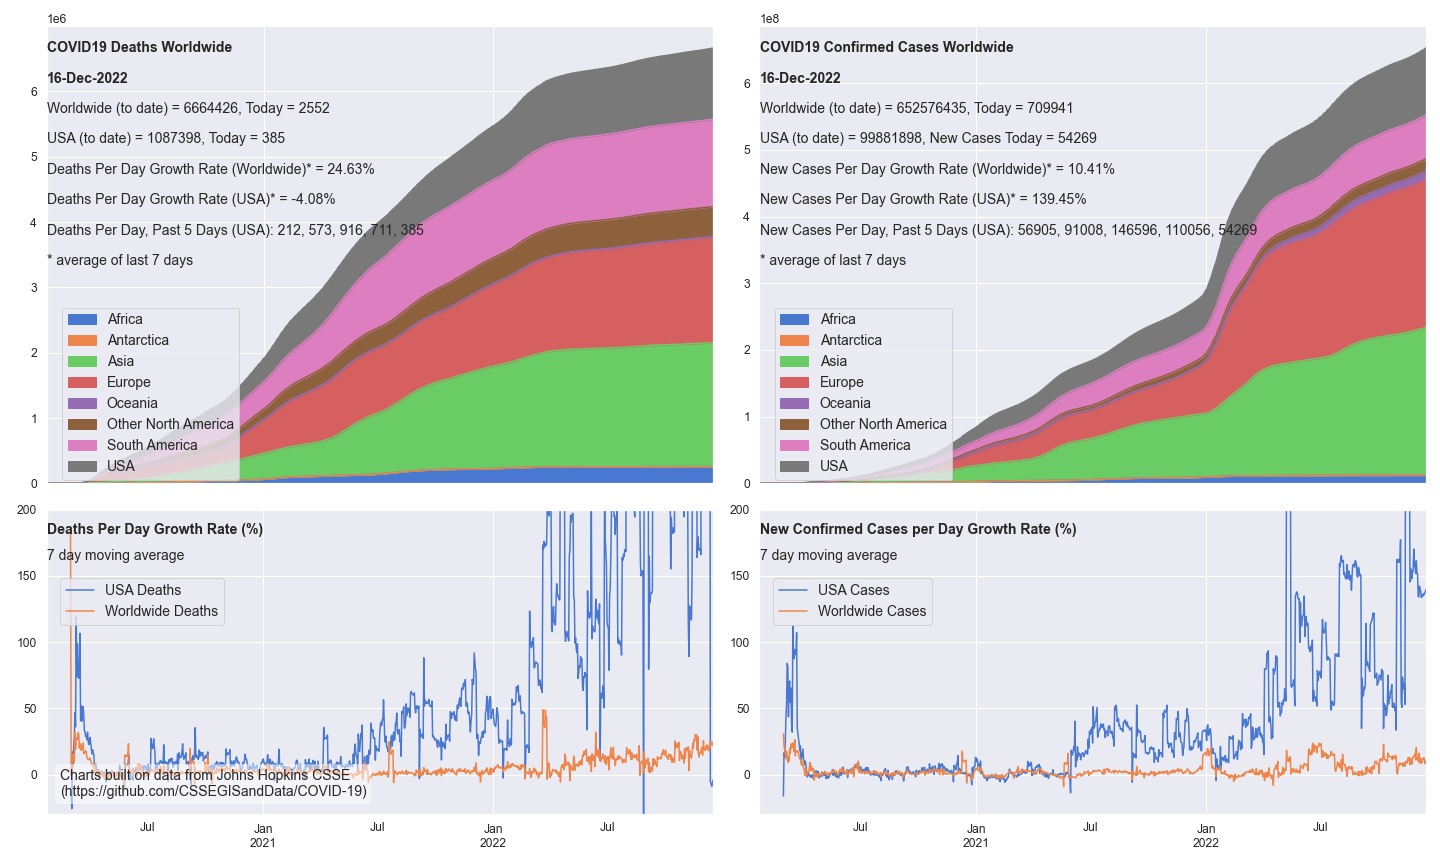 1e6
COVID19 Deaths Worldwide
16-Dec-2022
Worldwide (to date) = 6664426, Today = 2552
USA (to date) = 1087398, Today = 385
Deaths Per Day Growth Rate (Worldwide)* = 24.63%
Deaths Per Day Growth Rate (USA)* = -4.08%
Deaths Per Day, Past 5 Days (USA): 212, 573, 916, 711, 385
* average of last 7 days
6
5
4
3
2
1
0
Africa
Antarctica
Asia
Europe
Oceania
Other North America
South America
USA
1e8
COVID19 Confirmed Cases Worldwide
16-Dec-2022
Worldwide (to date) = 652576435, Today = 709941
USA (to date) = 99881898, New Cases Today = 54269
New Cases Per Day Growth Rate (Worldwide)* = 10.41%
New Cases Per Day Growth Rate (USA)* = 139.45%
New Cases Per Day, Past 5 Days (USA): 56905, 91008, 146596, 110056, 54269
* average of last 7 days
6
5
4
3
2
1
0
Africa
Antarctica
Asia
Europe
Oceania
Other North America
South America
USA
200
150
100
50
0
Deaths Per Day Growth Rate (%)
7 day moving average
USA Deaths
Worldwide Deaths
Charts built on data from Johns Hopkins CSSE
(https://github.com/CSSEGISandData/COVID-19)
Jul
Jan
2021
Jul
Jan
2022
Jul
200
150
100
50
0
New Confirmed Cases per Day Growth Rate (%)
7 day moving average
USA Cases
Worldwide Cases
Jul
Jan
2021
Jul
Jan
2022
Jul